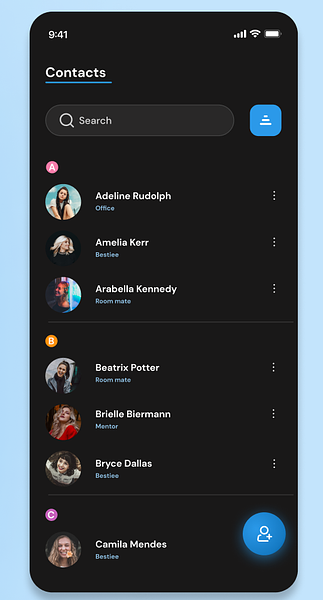 9:41
Contacts
Search
A
Adeline Rudolph
Office
Amelia Kerr
Bestiee
Arabella Kennedy
Room mate
B
Beatrix Potter
Room mate
Brielle Biermann
Mentor
Bryce Dallas
Bestiee
C
Camila Mendes
Bestiee